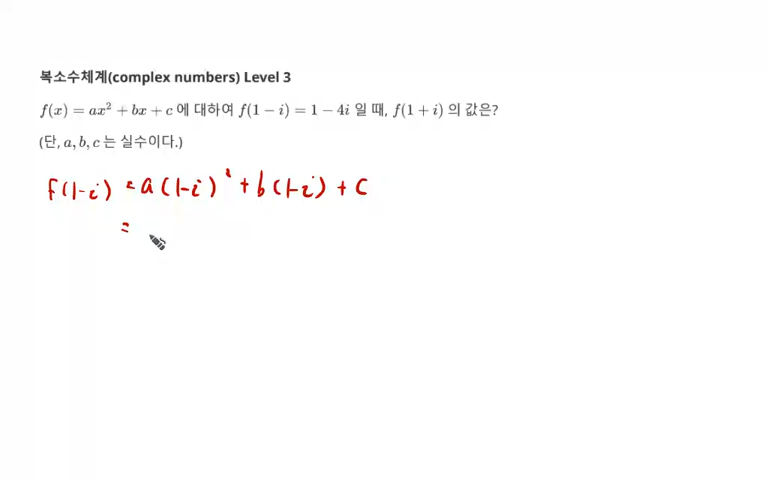 복소수체계(complex numbers) Level 3
f(x) = ax² + bx + c 에 대하여 f(1 − i) = 1 − 4i 일 때, f(1 + i) 의 값은?
(단, a, b, c 는 실수이다.)
f(1-i) = a(1-i)² + b(1-i) + c
=